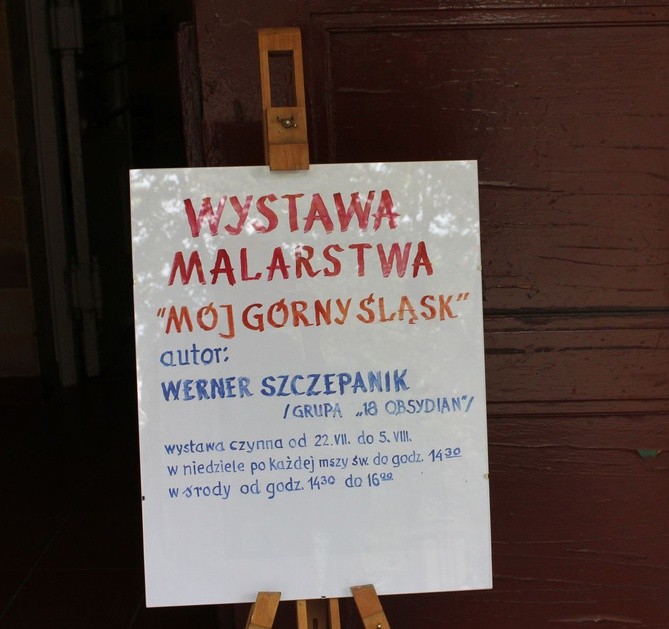 WYSTAWA
MALARSTWA
"MÓJ GÓRNY ŚLĄSK"
autor:
WERNER SZCZEPANIK
/GRUPA „18 OBSYDIAN"/
wystawa czynna od 22.VII. do 5.VIII.
w niedziele po każdej mszy św. do godz. 14³⁰
w środy od godz. 14³⁰ do 16⁰⁰